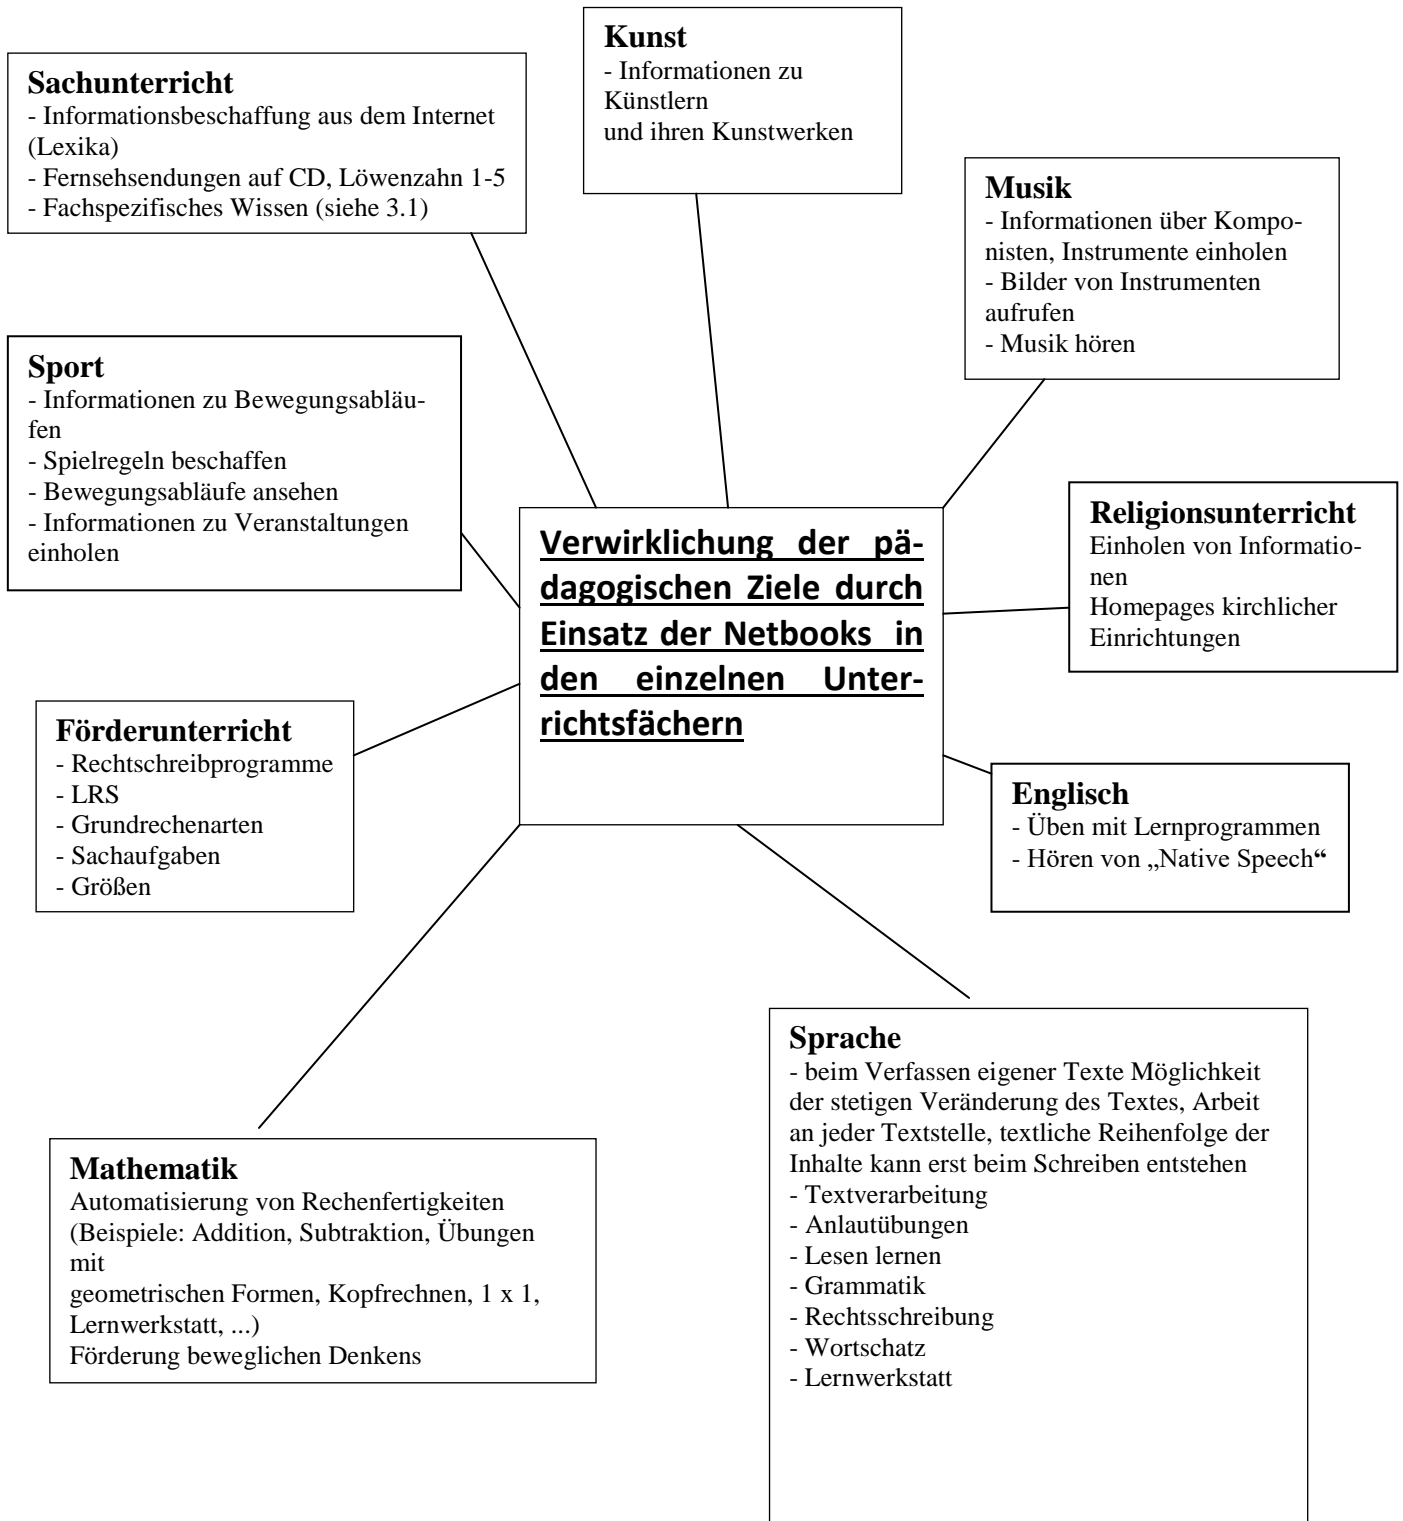 Kunst
- Informationen zu
Künstlern
und ihren Kunstwerken
Sachunterricht
- Informationsbeschaffung aus dem Internet
(Lexika)
- Fernsehsendungen auf CD, Löwenzahn 1-5
- Fachspezifisches Wissen (siehe 3.1)
Musik
- Informationen über Kompo-
nisten, Instrumente einholen
- Bilder von Instrumenten
aufrufen
- Musik hören
Sport
- Informationen zu Bewegungsabläu-
fen
- Spielregeln beschaffen
- Bewegungsabläufe ansehen
- Informationen zu Veranstaltungen
einholen
Religionsunterricht
Einholen von Informatio-
nen
Homepages kirchlicher
Einrichtungen
Verwirklichung der pä-
dagogischen Ziele durch
Einsatz der Netbooks in
den einzelnen Unter-
richtsfächern
Förderunterricht
- Rechtschreibprogramme
- LRS
- Grundrechenarten
- Sachaufgaben
- Größen
Englisch
- Üben mit Lernprogrammen
- Hören von „Native Speech“
Sprache
- beim Verfassen eigener Texte Möglichkeit
der stetigen Veränderung des Textes, Arbeit
an jeder Textstelle, textliche Reihenfolge der
Inhalte kann erst beim Schreiben entstehen
- Textverarbeitung
- Anlautübungen
- Lesen lernen
- Grammatik
- Rechtsschreibung
- Wortschatz
- Lernwerkstatt
Mathematik
Automatisierung von Rechenfertigkeiten
(Beispiele: Addition, Subtraktion, Übungen
mit
geometrischen Formen, Kopfrechnen, 1 x 1,
Lernwerkstatt, ...)
Förderung beweglichen Denkens